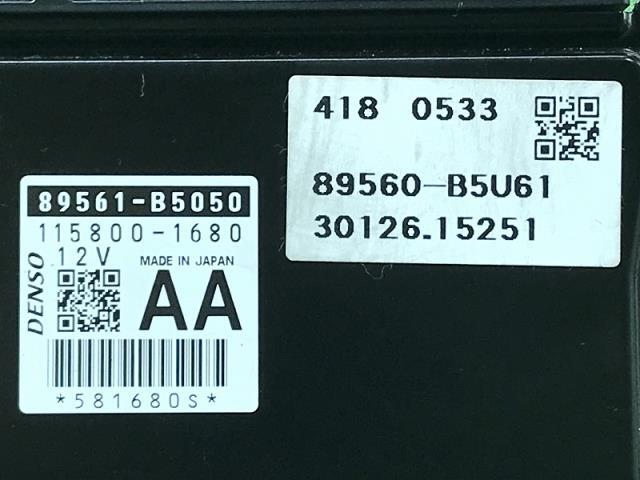 418 0533
89560-B5U61
30126.15251
89561-B5050
115800-1680
12V MADE IN JAPAN
DENSO
AA
*581680S*